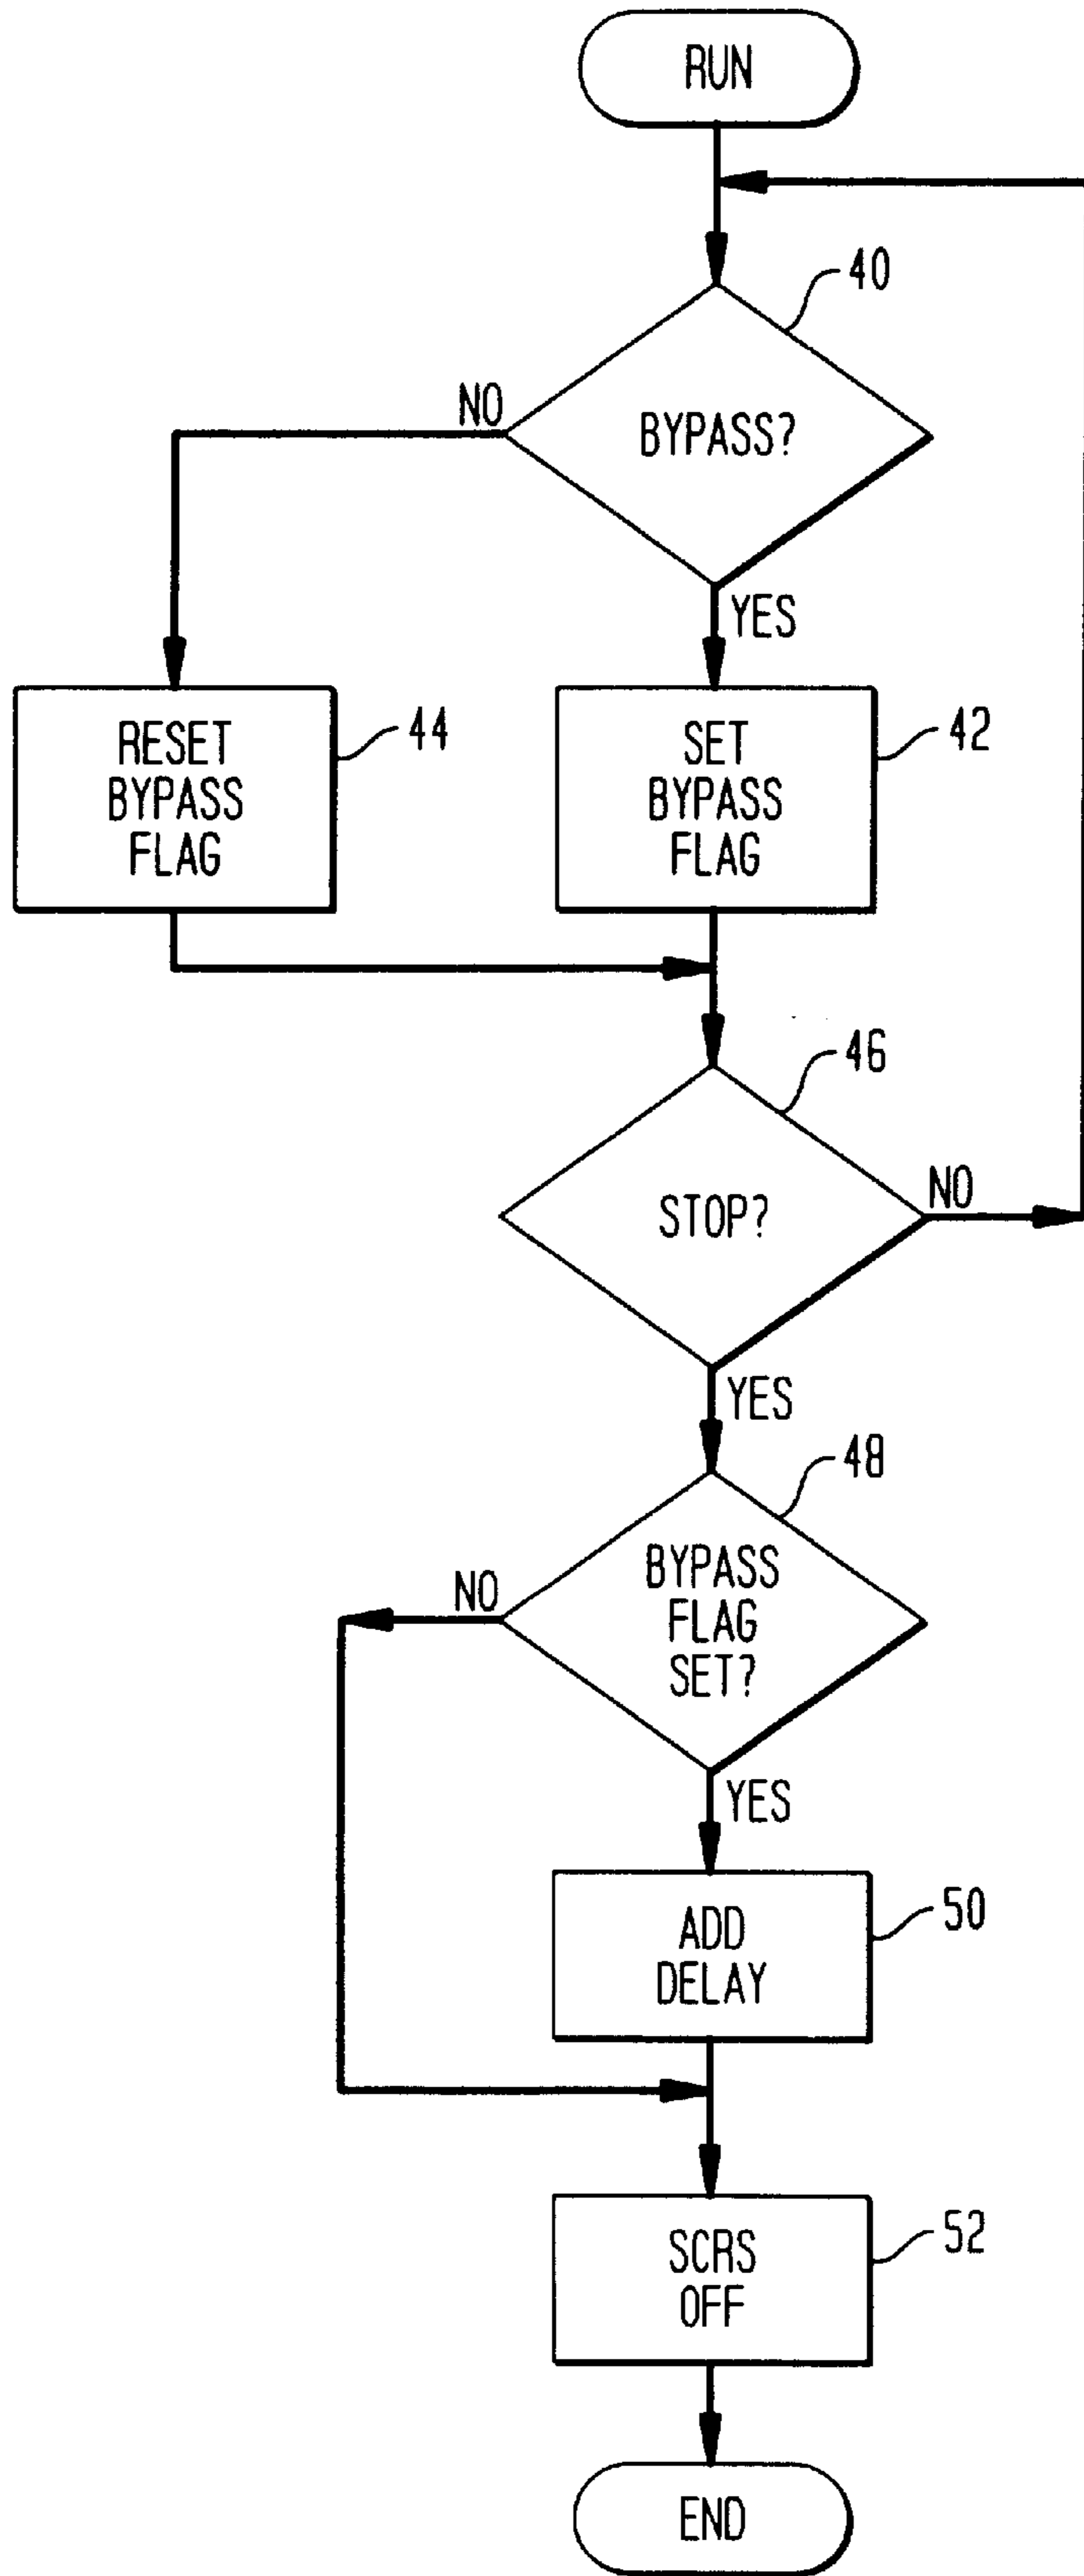 RUN
40
NO
BYPASS?
YES
RESET
BYPASS
FLAG
44
SET
BYPASS
FLAG
42
46
STOP?
NO
YES
48
NO
BYPASS
FLAG
SET?
YES
ADD
DELAY
50
SCRS
OFF
52
END